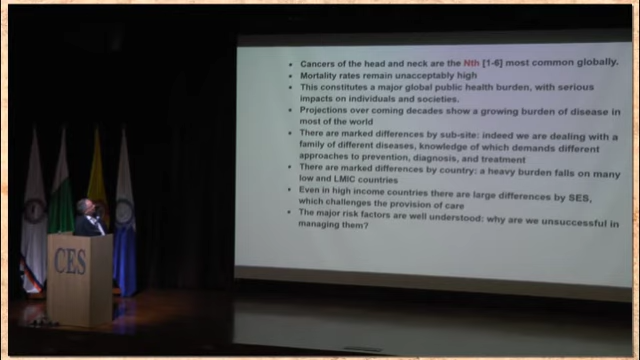 • Cancers of the head and neck are the Nth [1-6] most common globally.
• Mortality rates remain unacceptably high
• This constitutes a major global public health burden, with serious
impacts on individuals and societies.
• Projections over coming decades show a growing burden of disease in
most of the world
• There are marked differences by sub-site: indeed we are dealing with a
family of different diseases, knowledge of which demands different
approaches to prevention, diagnosis, and treatment
• There are marked differences by country: a heavy burden falls on many
low and LMIC countries
• Even in high income countries there are large differences by SES,
which challenges the provision of care
• The major risk factors are well understood: why are we unsuccessful in
managing them?
CES